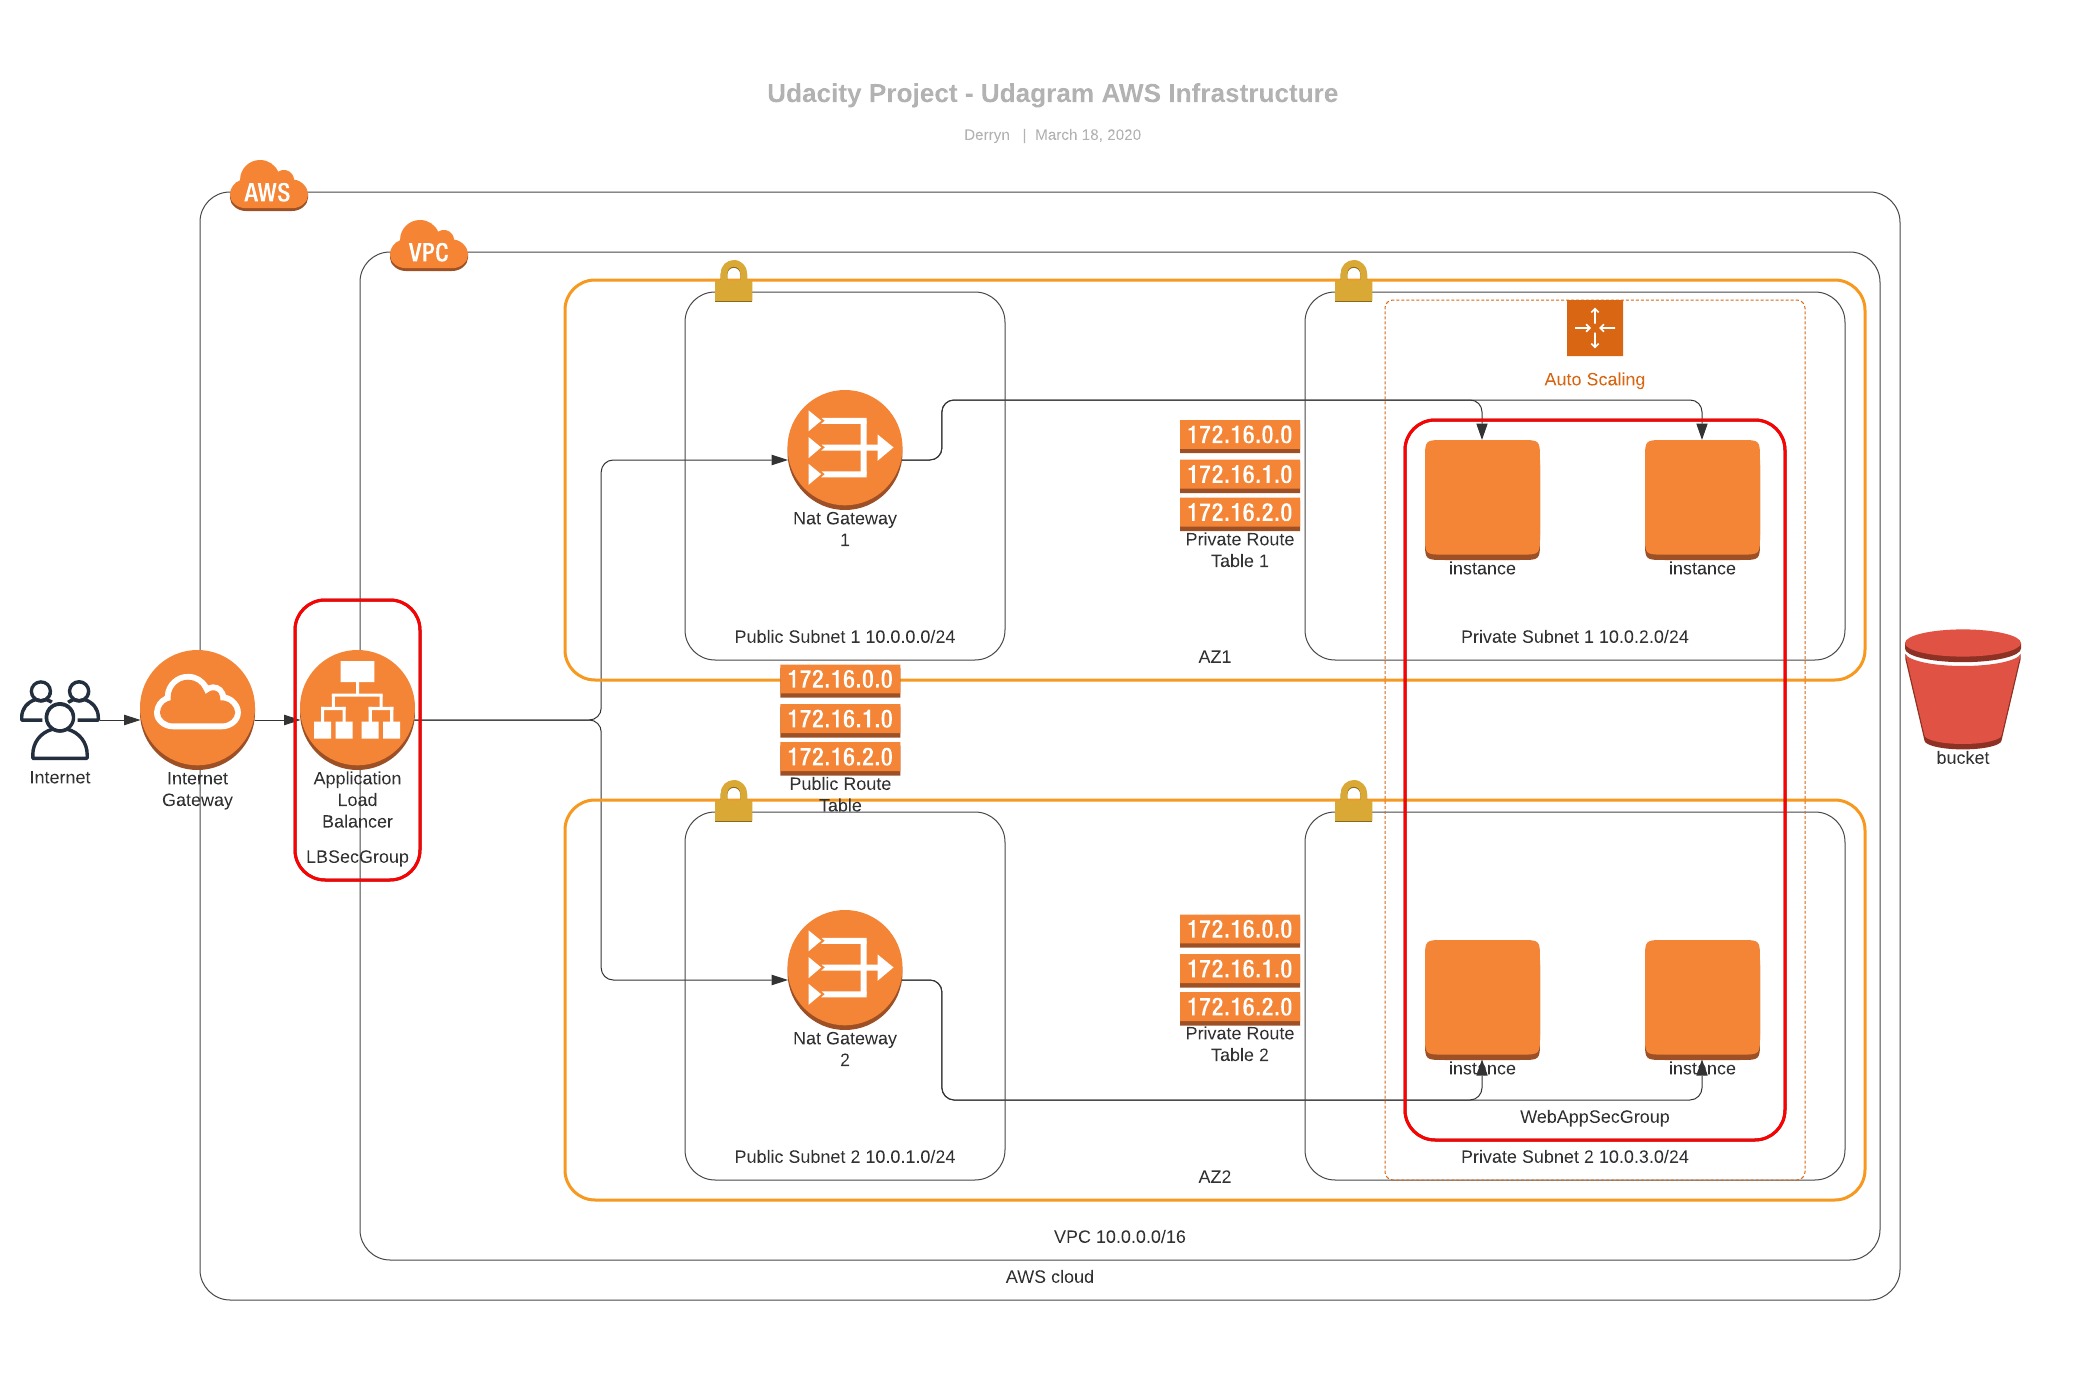 Udacity Project - Udagram AWS Infrastructure
Derryn | March 18, 2020
AWS
VPC
Auto Scaling
172.16.0.0
172.16.1.0
172.16.2.0
Private Route
Table 1
Nat Gateway
1
instance
instance
Public Subnet 1 10.0.0.0/24
Private Subnet 1 10.0.2.0/24
AZ1
172.16.0.0
172.16.1.0
172.16.2.0
Public Route
Table
Internet
Internet
Gateway
Application
Load
Balancer
LBSecGroup
bucket
172.16.0.0
172.16.1.0
172.16.2.0
Private Route
Table 2
Nat Gateway
2
instance
instance
WebAppSecGroup
Public Subnet 2 10.0.1.0/24
Private Subnet 2 10.0.3.0/24
AZ2
VPC 10.0.0.0/16
AWS cloud